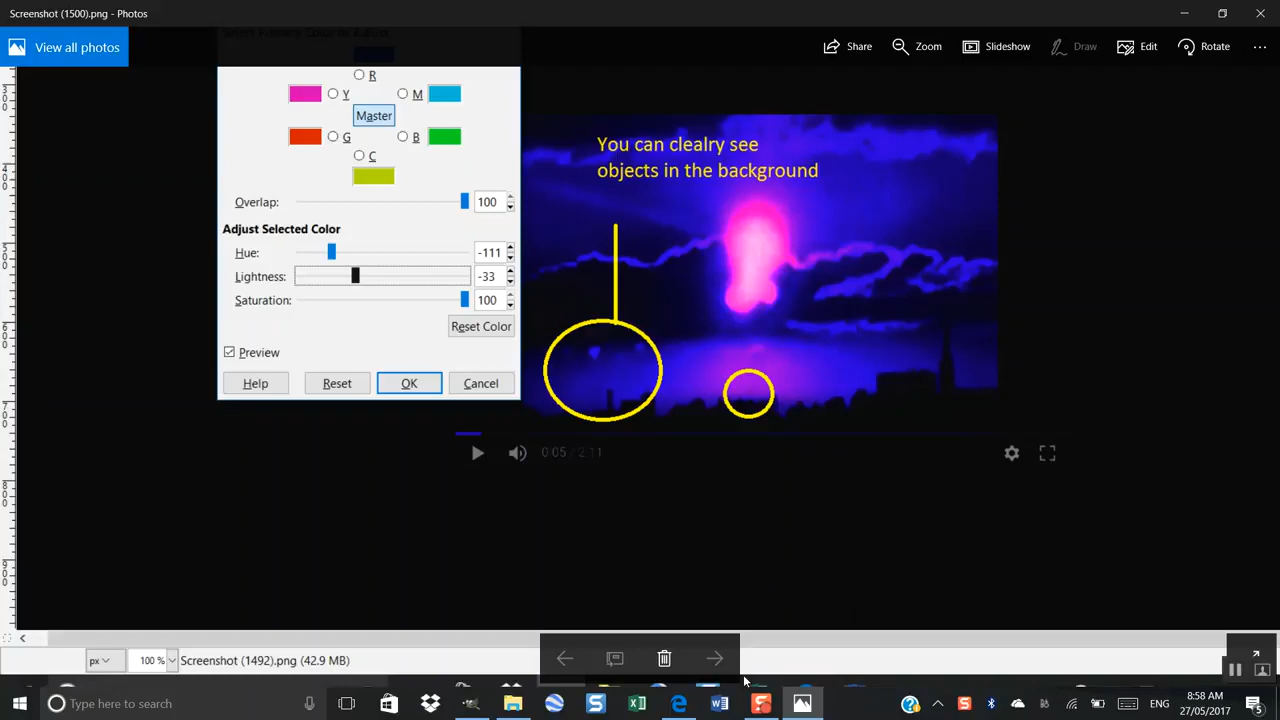 Screenshot (1500).png - Photos
View all photos
Share
Zoom
Slideshow
Draw
Edit
Rotate
R
Y
M
Master
G
B
C
Overlap:
100
Adjust Selected Color
Hue:
-111
Lightness:
-33
Saturation:
100
Reset Color
Preview
Help
Reset
OK
Cancel
You can clealry see
objects in the background
0:05 / 2:11
px
100 %
Screenshot (1492).png (42.9 MB)
Type here to search
ENG
8:58 AM
27/05/2017
5